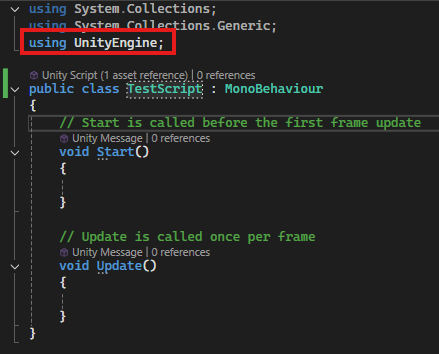 using System.Collections;
using System.Collections.Generic;
using UnityEngine;
Unity Script (1 asset reference) | 0 references
public class TestScript : MonoBehaviour
{
// Start is called before the first frame update
Unity Message | 0 references
void Start()
{
}
// Update is called once per frame
Unity Message | 0 references
void Update()
{
}
}